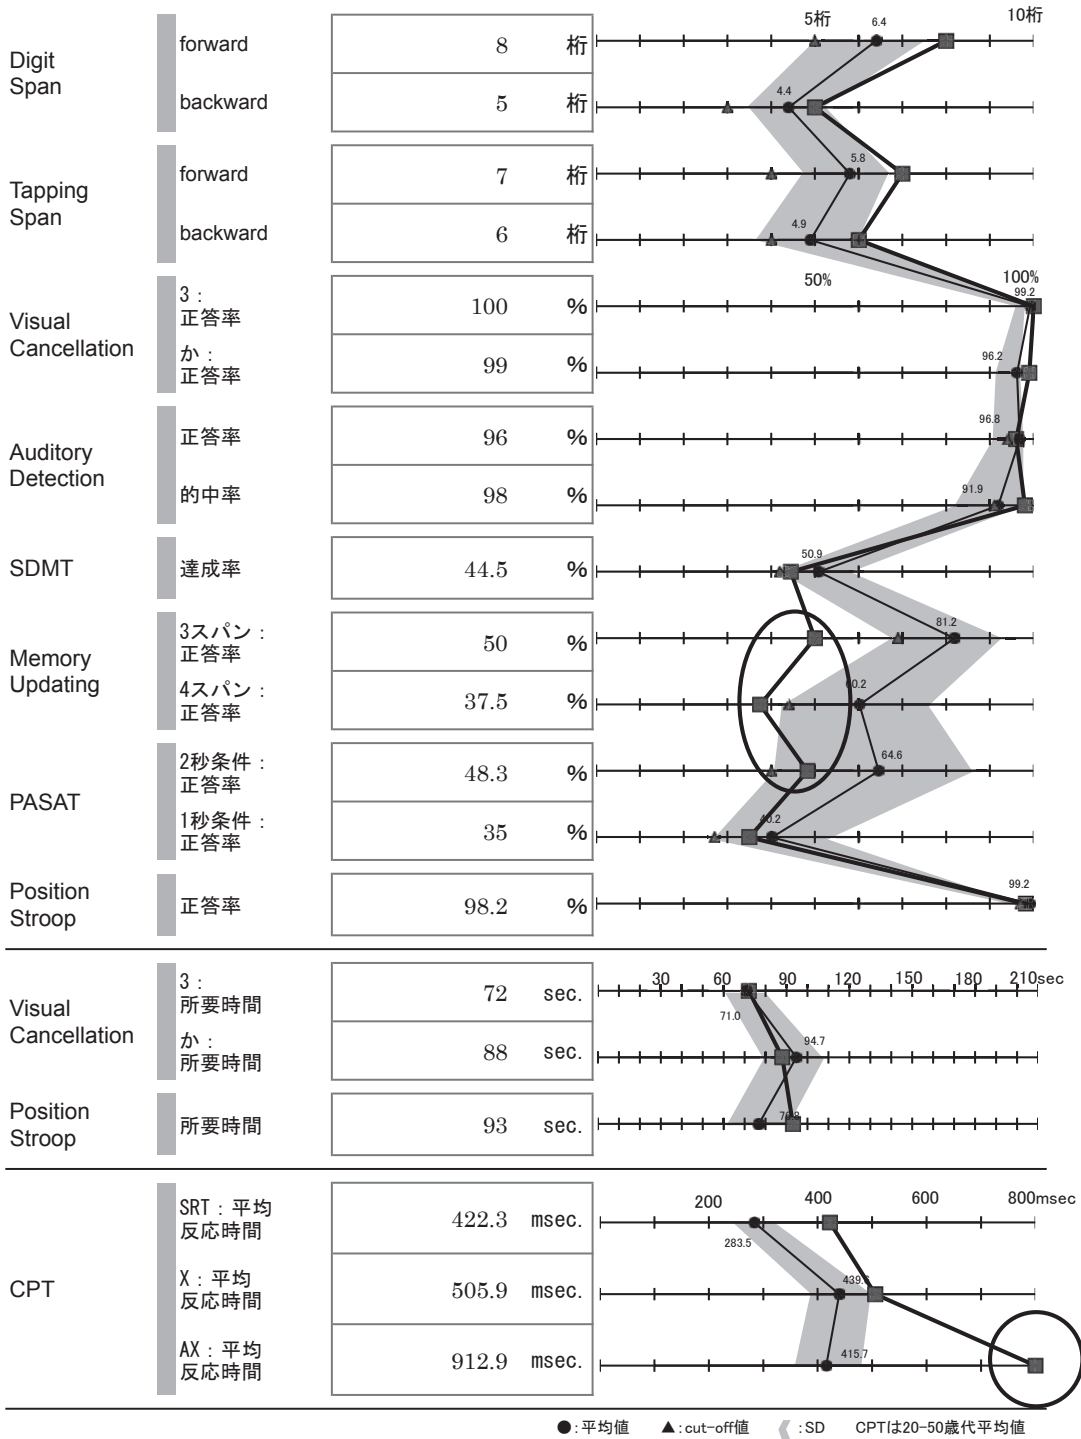 5桁 6.4 10桁
Digit
Span
forward 8 桁
4.4
backward 5 桁
Tapping
Span
forward 7 桁
5.8
backward 6 桁
4.9
50% 100%
Visual
Cancellation
3：
正答率
100 %
99.2
か：
正答率
99 %
96.2
Auditory
Detection
正答率 96 %
96.8
的中率 98 %
91.9
SDMT 達成率 44.5 %
50.9
Memory
Updating
3スパン：
正答率
50 %
81.2
4スパン：
正答率
37.5 %
60.2
PASAT
2秒条件：
正答率
48.3 %
64.6
1秒条件：
正答率
35 %
40.2
Position
Stroop
正答率 98.2 %
99.2
30 60 90 120 150 180 210sec
Visual
Cancellation
3：
所要時間
72 sec.
71.0
か：
所要時間
88 sec.
94.7
Position
Stroop
所要時間 93 sec.
200 400 600 800msec
CPT
SRT：平均
反応時間
422.3 msec.
283.5
X：平均
反応時間
505.9 msec.
AX：平均
反応時間
912.9 msec.
415.7
●:平均値 ▲:cut-off値 :SD CPTは20-50歳代平均値